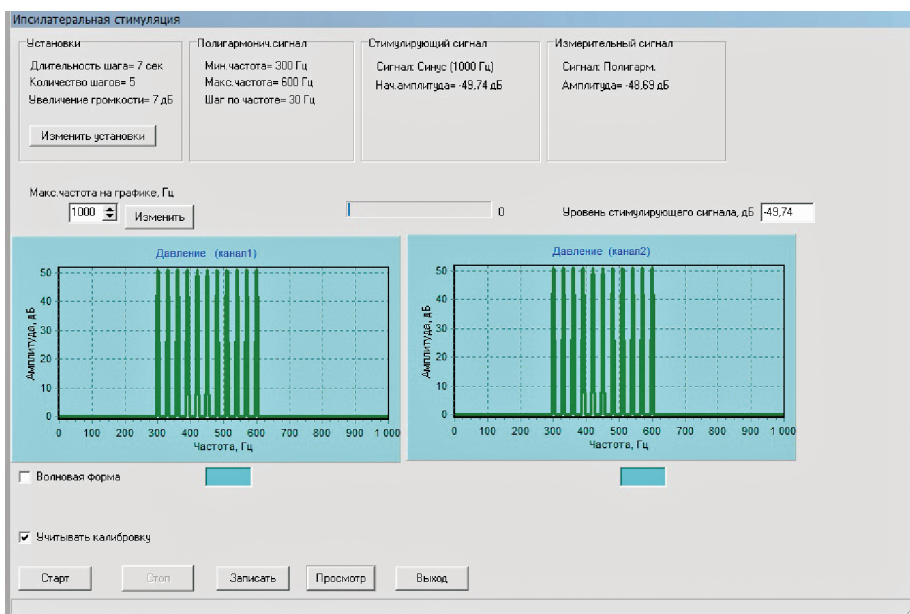 Ипсилатеральная стимуляция
Установки
Длительность шага= 7 сек
Количество шагов= 5
Увеличение громкости= 7 дБ
Изменить установки
Полигармонич.сигнал
Мин.частота= 300 Гц
Макс.частота= 600 Гц
Шаг по частоте= 30 Гц
Стимулирующий сигнал
Сигнал: Синус (1000 Гц)
Нач.амплитуда= -49,74 дБ
Измерительный сигнал
Сигнал: Полигарм.
Амплитуда= -48,69 дБ
Макс.частота на графике, Гц
1000 Изменить
0
Уровень стимулирующего сигнала, дБ -49,74
Давление (канал1)
Амплитуда, дБ
50
40
30
20
10
0
0 100 200 300 400 500 600 700 800 900 1 000
Частота, Гц
Давление (канал2)
Амплитуда, дБ
50
40
30
20
10
0
0 100 200 300 400 500 600 700 800 900 1 000
Частота, Гц
Волновая форма
Учитывать калибровку
Старт Стоп Записать Просмотр Выход